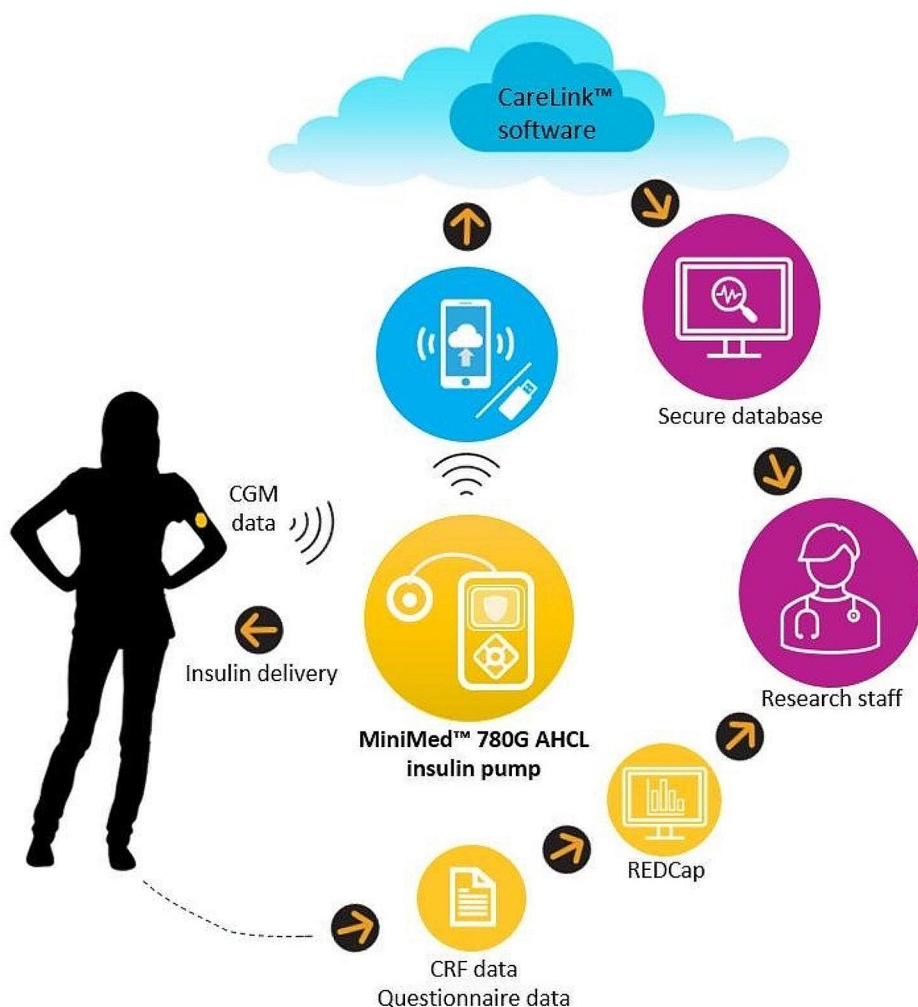 CareLink™
software
Secure database
CGM
data
Insulin delivery
MiniMed™ 780G AHCL
insulin pump
Research staff
REDCap
CRF data
Questionnaire data